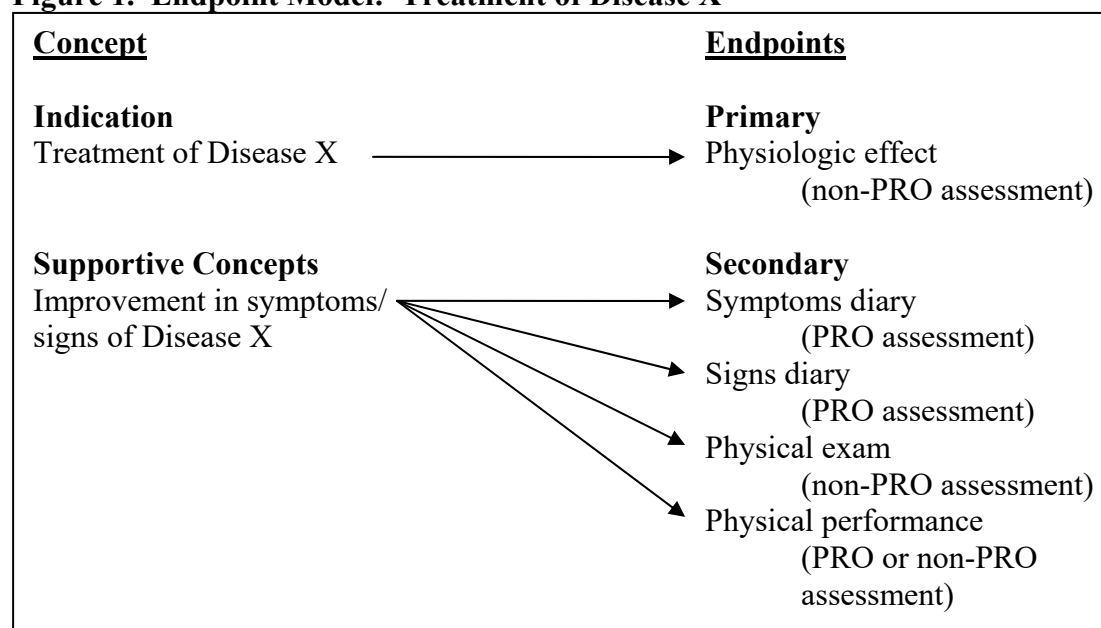 Figure 1. Endpoint Model: Treatment of Disease X
Concept
Endpoints
Indication
Primary
Treatment of Disease X
Physiologic effect
(non-PRO assessment)
Supportive Concepts
Secondary
Improvement in symptoms/
Symptoms diary
signs of Disease X
(PRO assessment)
Signs diary
(PRO assessment)
Physical exam
(non-PRO assessment)
Physical performance
(PRO or non-PRO
assessment)